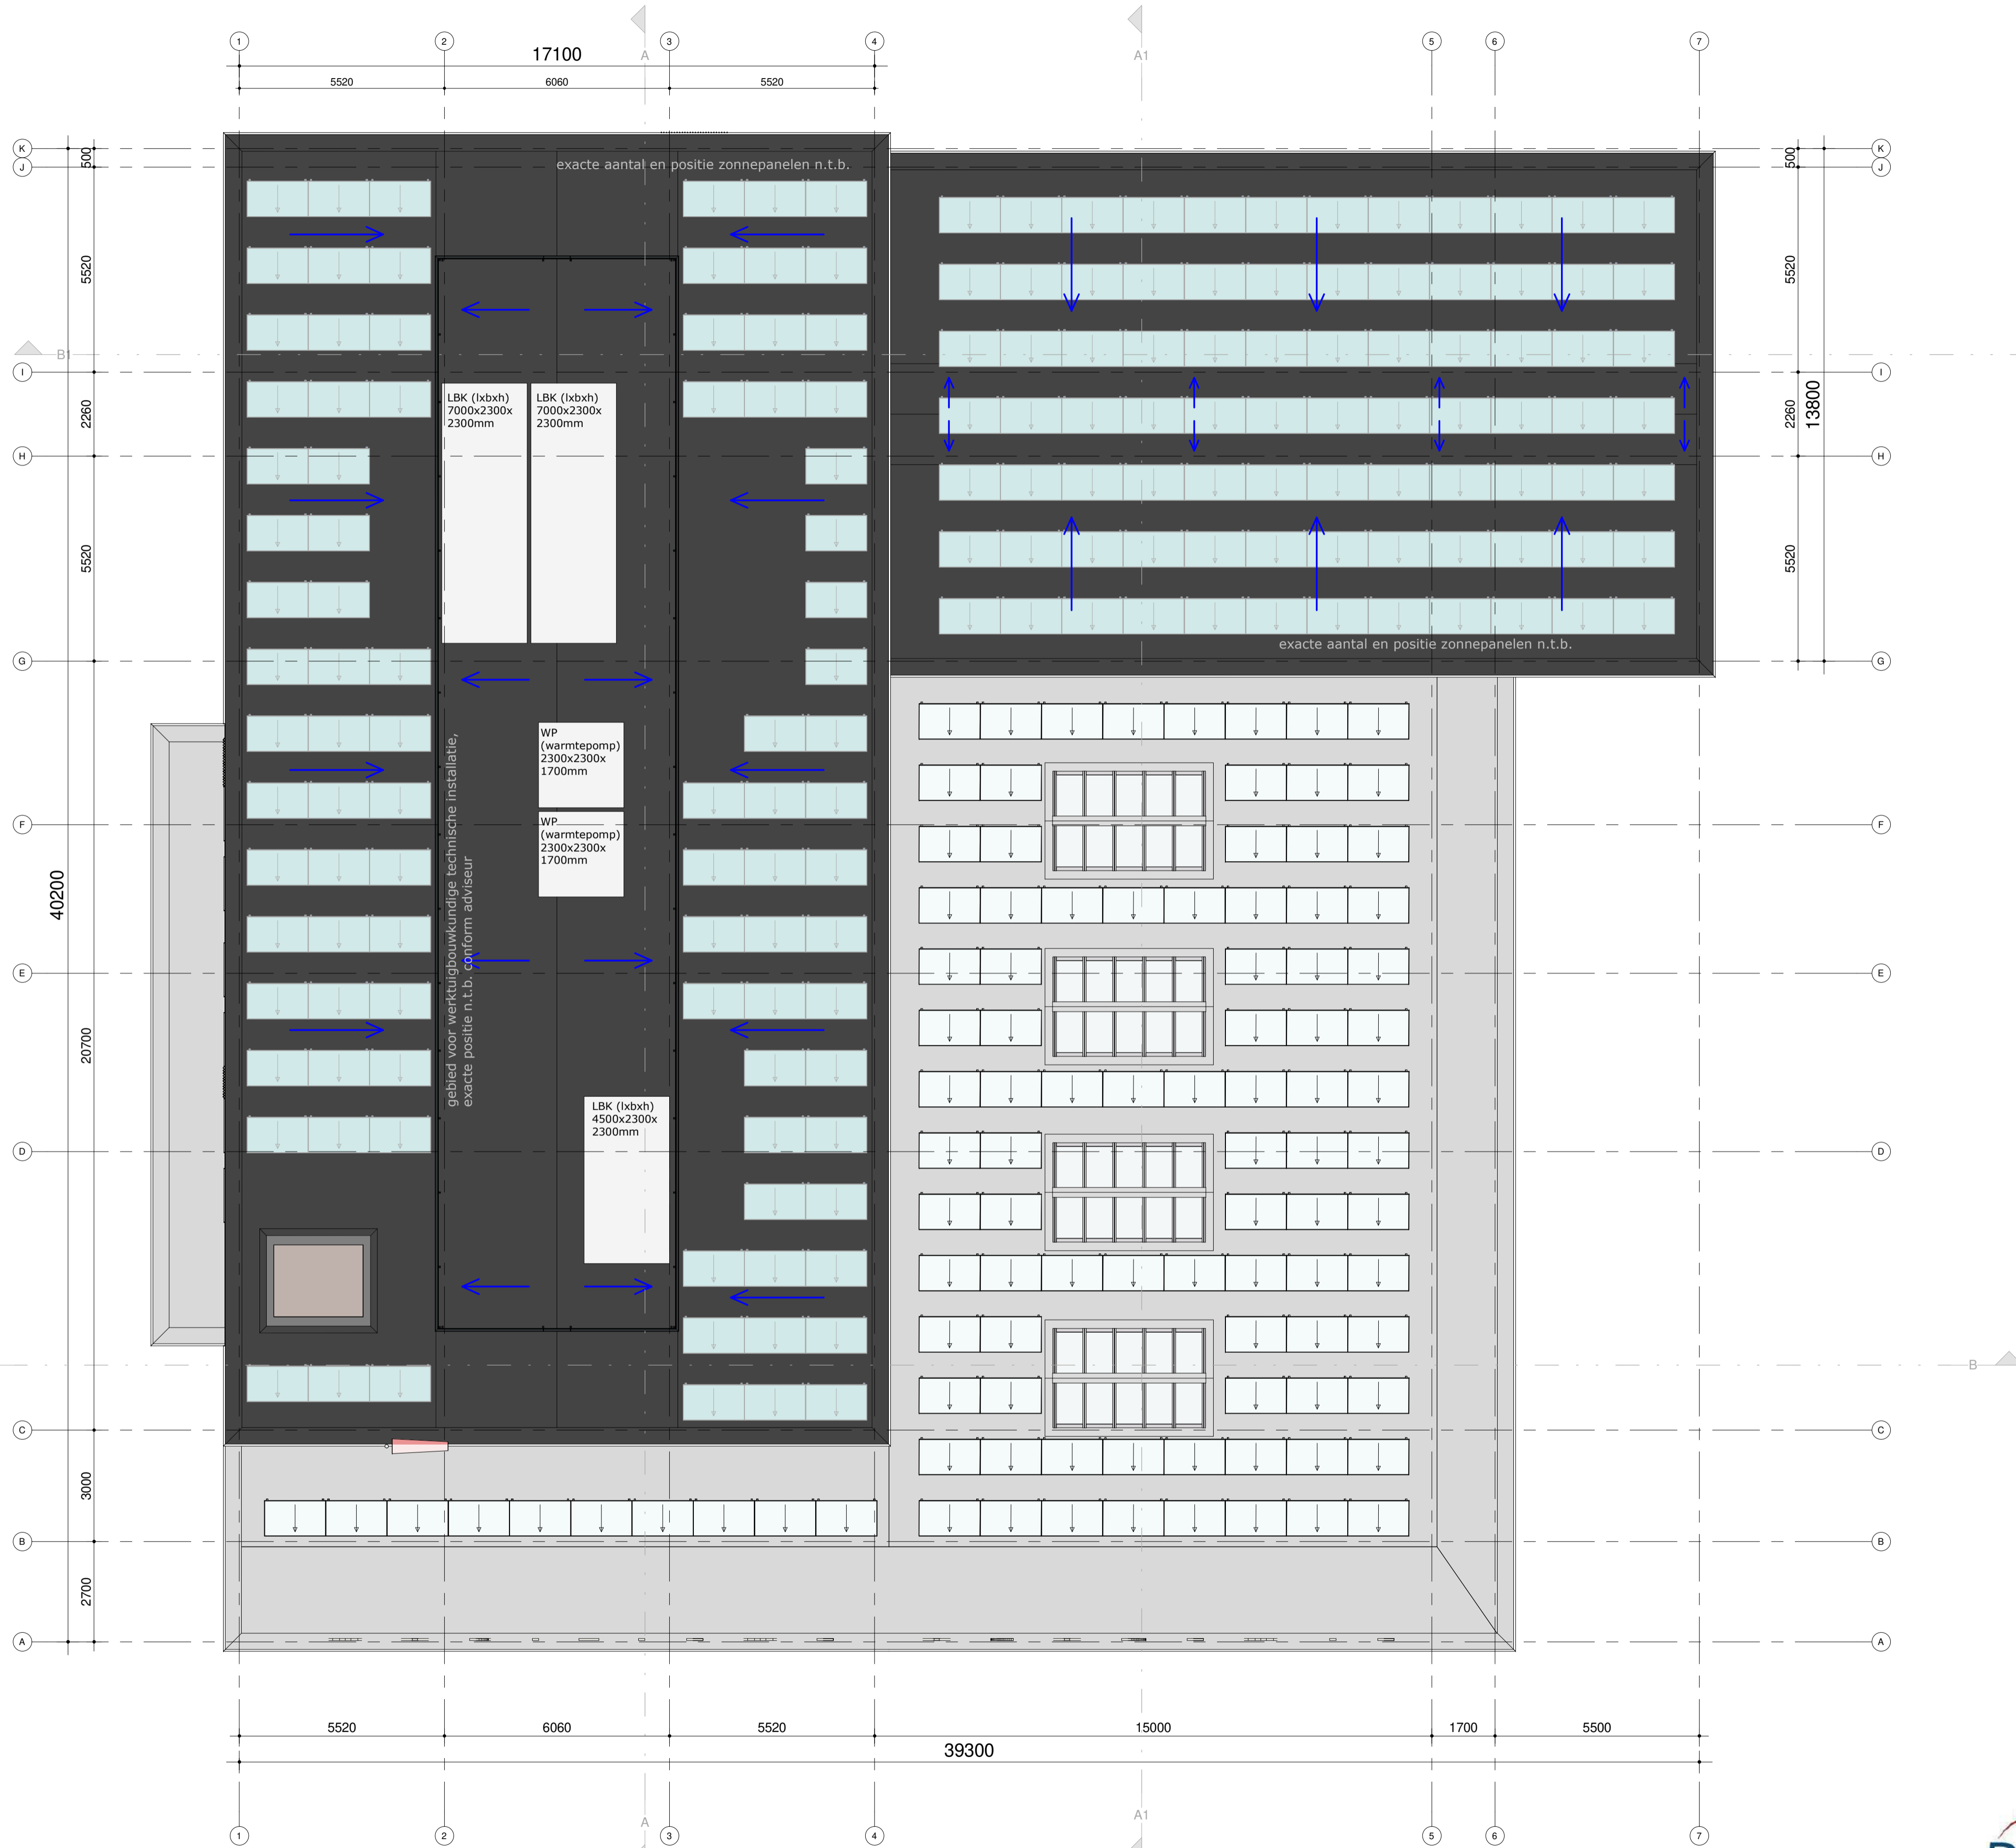 A
A1
1
2
3
4
5
6
7
17100
5520
6060
5520
K
J
500
exacte aantal en positie zonnepanelen n.t.b.
500
K
J
5520
5520
B1
I
I
LBK (lxbxh)
7000x2300x
2300mm
LBK (lxbxh)
7000x2300x
2300mm
2260
2260
13800
H
H
5520
5520
exacte aantal en positie zonnepanelen n.t.b.
G
G
WP
(warmtepomp)
2300x2300x
1700mm
WP
(warmtepomp)
2300x2300x
1700mm
gebied voor werktuigbouwkundige technische installatie,
exacte positie n.t.b. conform adviseur
F
F
40200
E
E
20700
LBK (lxbxh)
4500x2300x
2300mm
D
D
B
C
C
3000
B
B
2700
A
A
5520
6060
5520
15000
1700
5500
39300
A
A1
1
2
3
4
5
6
7